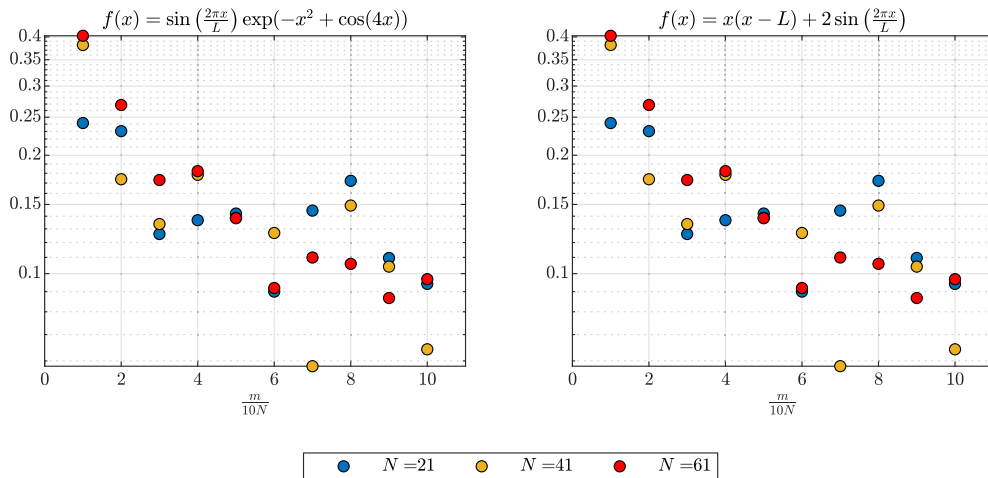 f(x) = sin (2πx/L) exp(−x² + cos(4x))
0.4
0.35
0.3
0.25
0.2
0.15
0.1
0 2 4 6 8 10
m/10N
f(x) = x(x − L) + 2 sin (2πx/L)
0.4
0.35
0.3
0.25
0.2
0.15
0.1
0 2 4 6 8 10
m/10N
N =21 N =41 N =61